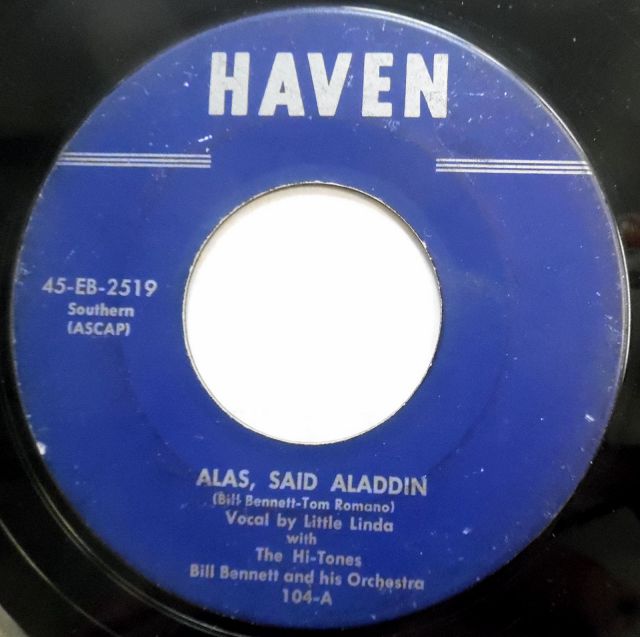 HAVEN
45-EB-2519
Southern
(ASCAP)
ALAS, SAID ALADDIN
(Bill Bennett-Tom Romano)
Vocal by Little Linda
with
The Hi-Tones
Bill Bennett and his Orchestra
104-A